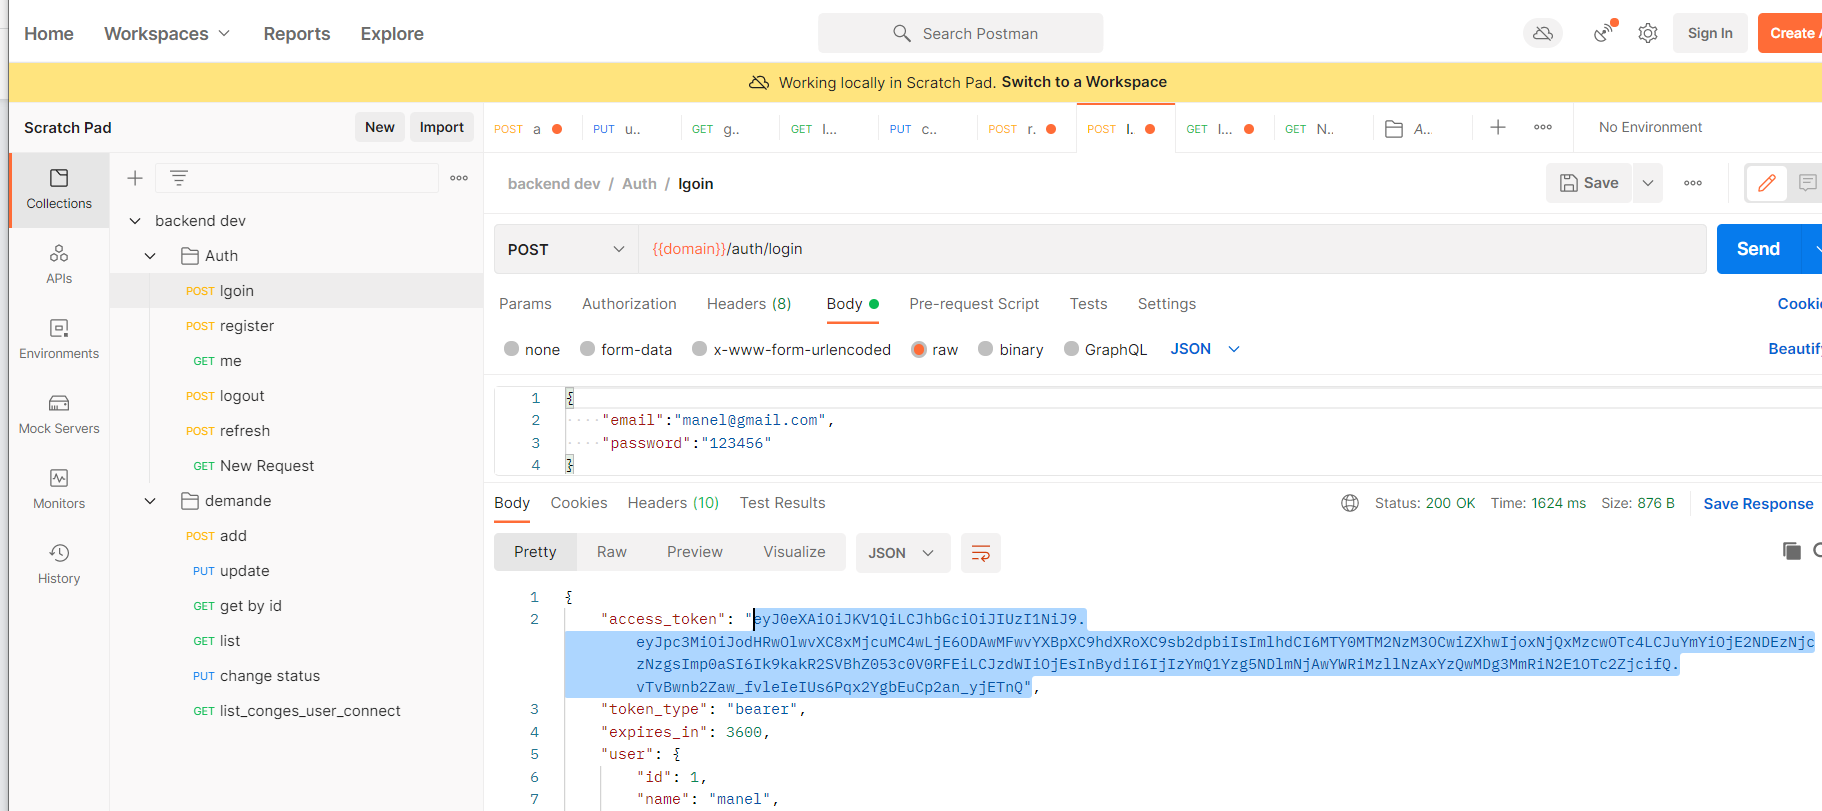 Home Workspaces Reports Explore Search Postman Sign In Create A
Working locally in Scratch Pad. Switch to a Workspace
Scratch Pad New Import POST a PUT u.. GET g.. GET l... PUT c.. POST r. POST l. GET l... GET N.. A... No Environment
Collections
APIs
Environments
Mock Servers
Monitors
History
backend dev
Auth
POST lgoin
POST register
GET me
POST logout
POST refresh
GET New Request
demande
POST add
PUT update
GET get by id
GET list
PUT change status
GET list_conges_user_connect
backend dev / Auth / lgoin Save
POST {{domain}}/auth/login Send
Params Authorization Headers (8) Body Pre-request Script Tests Settings Cookie
none form-data x-www-form-urlencoded raw binary GraphQL JSON Beautify
1 {
2 "email":"manel@gmail.com",
3 "password":"123456"
4 }
Body Cookies Headers (10) Test Results Status: 200 OK Time: 1624 ms Size: 876 B Save Response
Pretty Raw Preview Visualize JSON
1 {
2 "access_token": "eyJ0eXAiOiJKV1QiLCJhbGciOiJIUzI1NiJ9.
eyJpc3MiOiJodHRwOlwvXC8xMjcuMC4wLjE6ODAwMFwvYXBpXC9hdXRoXC9sb2dpbiIsImlhdCI6MTY0MTM2NzM3OCwiZXhwIjoxNjQxMzcwOTc4LCJuYmYiOjE2NDEzNjc
zNzgsImp0aSI6Ik9kakR2SVBhZ053c0V0RFEiLCJzdWIiOjEsInBydiI6IjIzYmQ1Yzg5NDlmNjAwYWRiMzllNzAxYzQwMDg3MmRiN2E1OTc2ZjcifQ.
vTvBwnb2Zaw_fvleIeIUs6Pqx2YgbEuCp2an_yjETnQ",
3 "token_type": "bearer",
4 "expires_in": 3600,
5 "user": {
6 "id": 1,
7 "name": "manel",